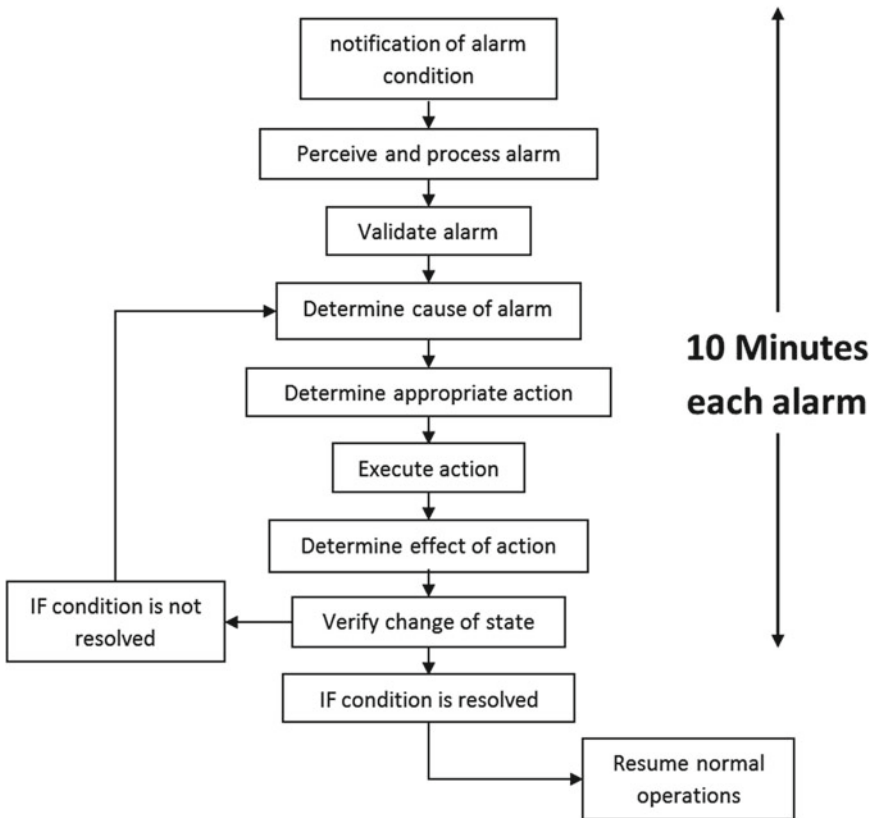 notification of alarm
condition
Perceive and process alarm
Validate alarm
Determine cause of alarm
Determine appropriate action
Execute action
Determine effect of action
Verify change of state
IF condition is not
resolved
IF condition is resolved
Resume normal
operations
10 Minutes
each alarm